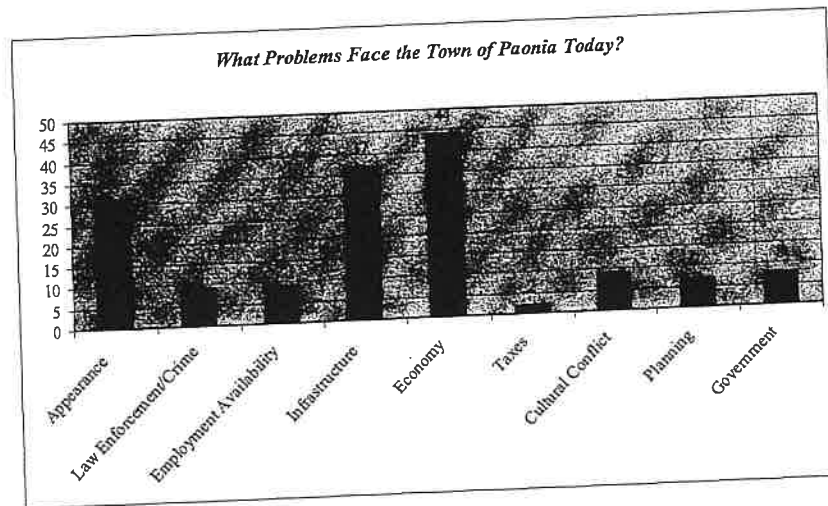 What Problems Face the Town of Paonia Today?
50
45
40
35
30
25
20
15
10
5
0
37
Appearance
Law Enforcement/Crime
Employment Availability
Infrastructure
Economy
Taxes
Cultural Conflict
Planning
Government